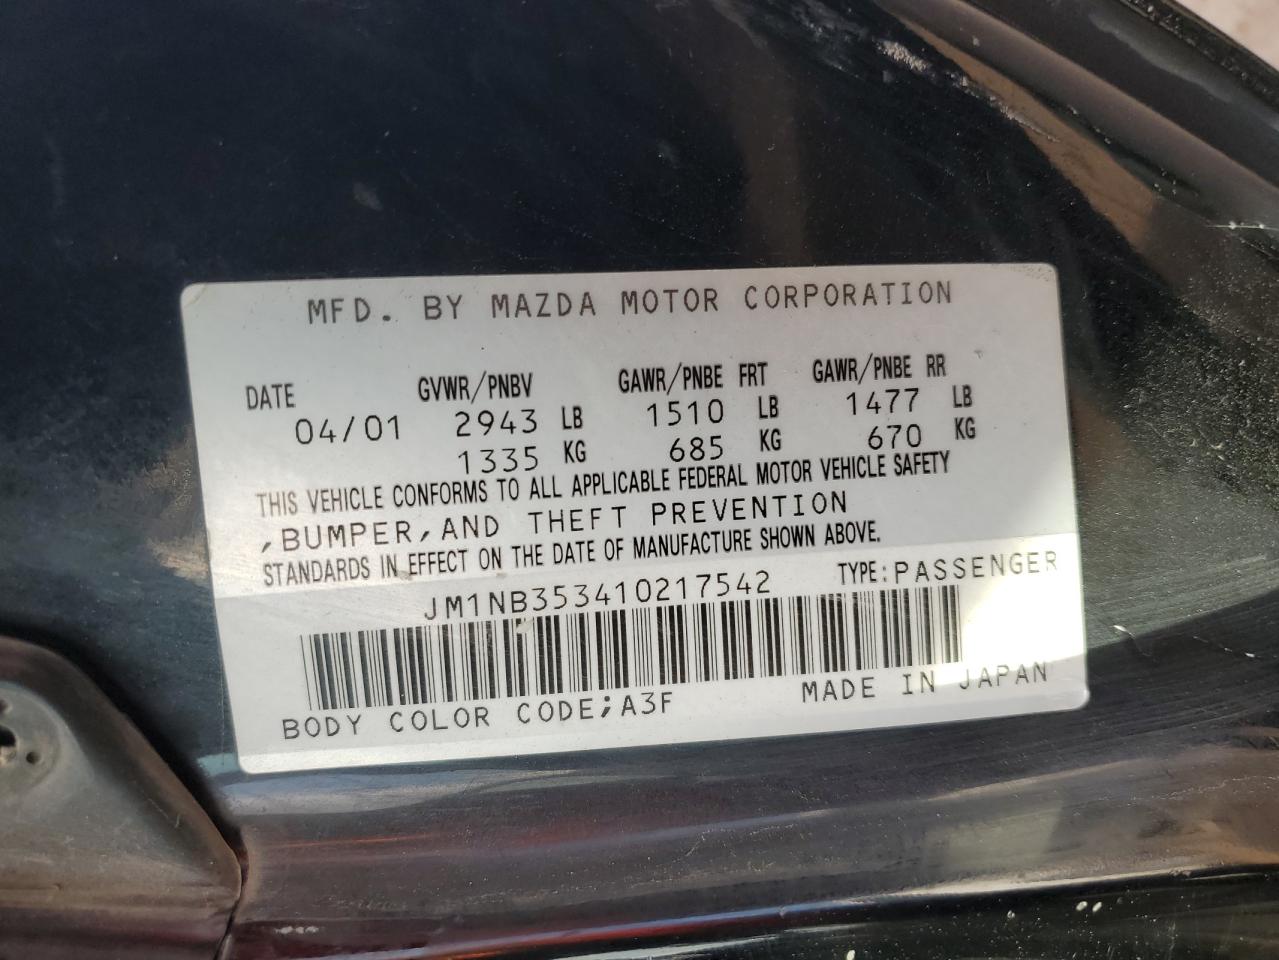 MFD. BY MAZDA MOTOR CORPORATION
DATE GVWR/PNBV GAWR/PNBE FRT GAWR/PNBE RR
04/01 2943 LB 1510 LB 1477 LB
1335 KG 685 KG 670 KG
THIS VEHICLE CONFORMS TO ALL APPLICABLE FEDERAL MOTOR VEHICLE SAFETY
,BUMPER,AND THEFT PREVENTION
STANDARDS IN EFFECT ON THE DATE OF MANUFACTURE SHOWN ABOVE.
JM1NB353410217542 TYPE:PASSENGER
BODY COLOR CODE;A3F MADE IN JAPAN